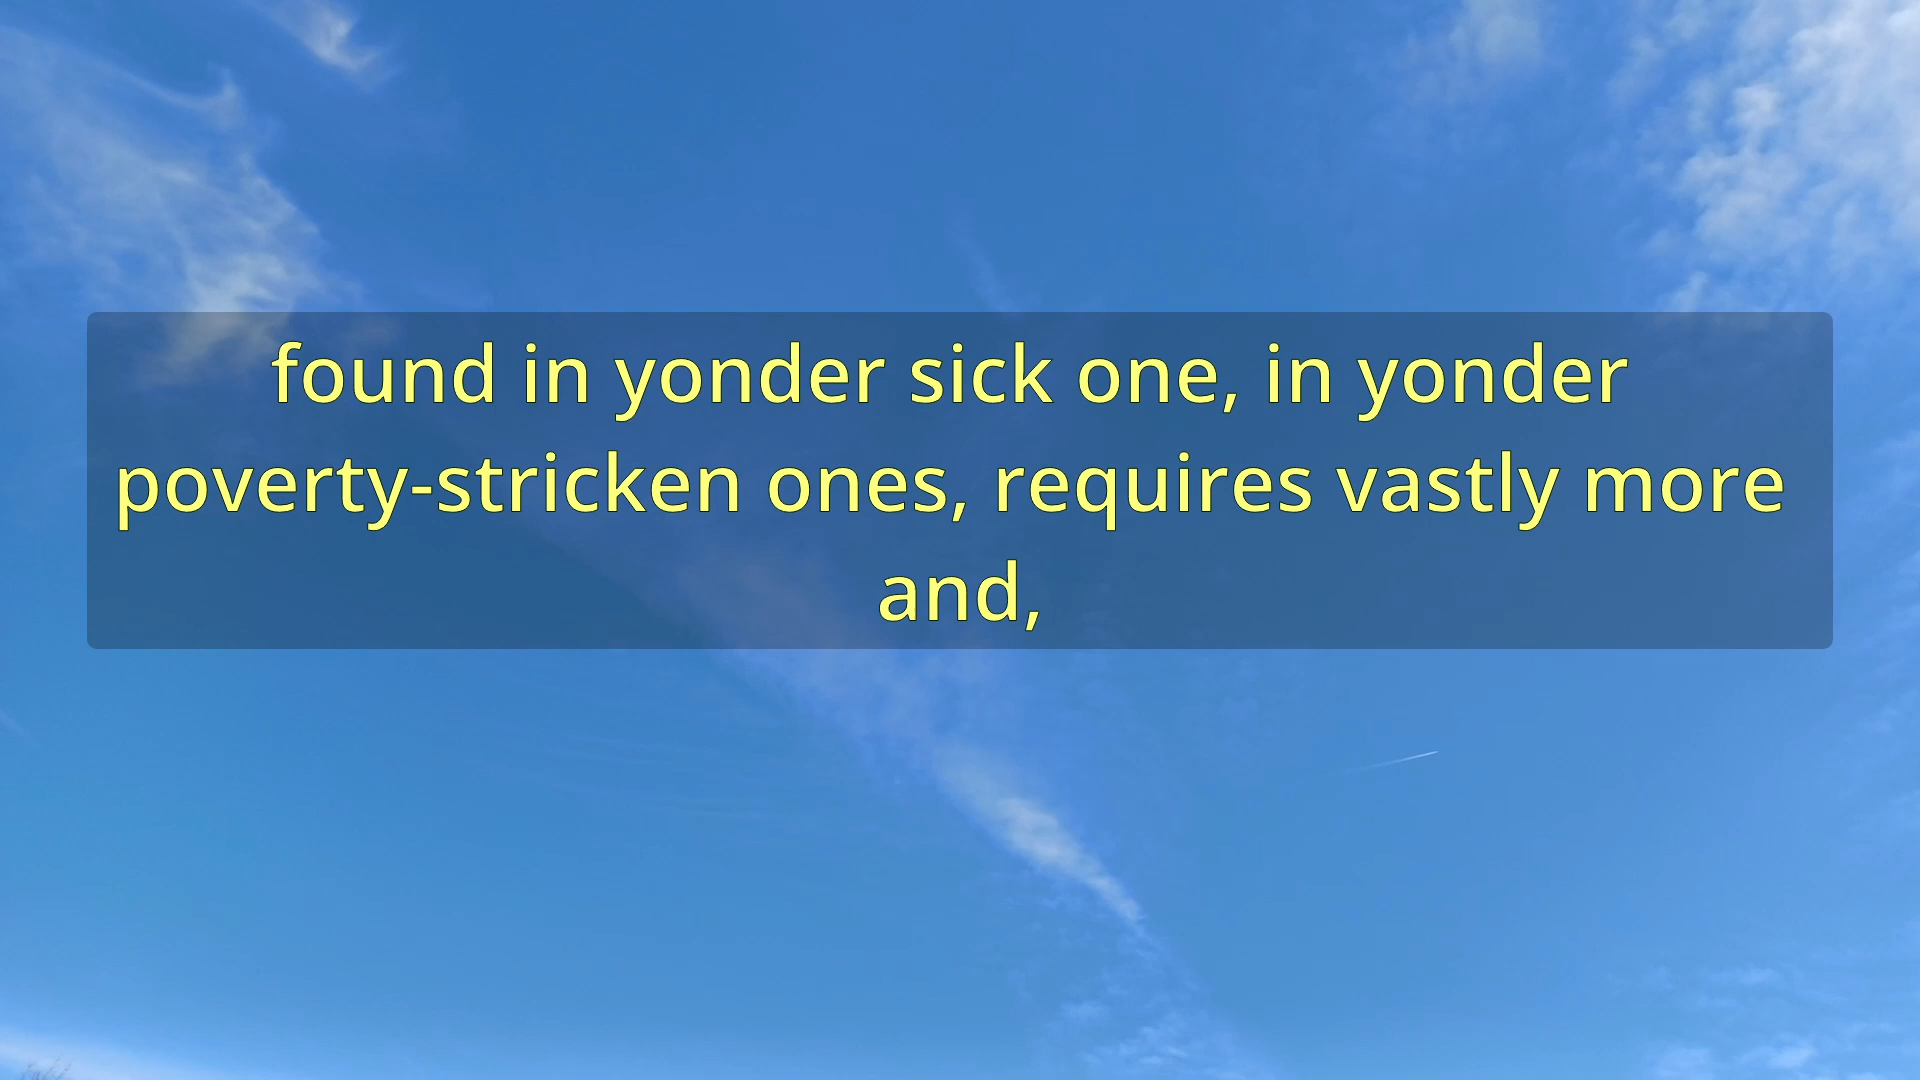 found in yonder sick one, in yonder
poverty-stricken ones, requires vastly more
and,